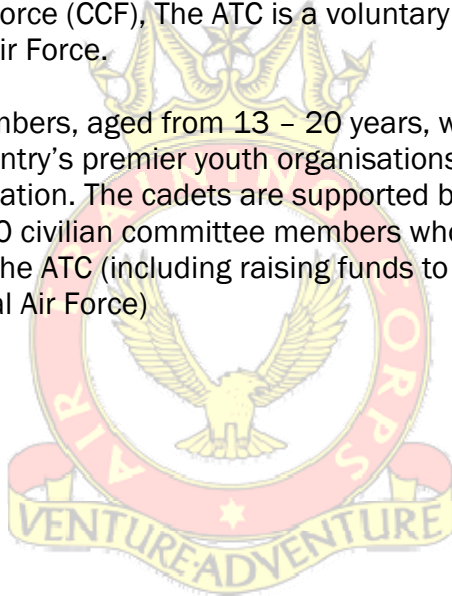 orce (CCF), The ATC is a voluntary
ir Force.
mbers, aged from 13 – 20 years, w
ntry’s premier youth organisations
ation. The cadets are supported b
0 civilian committee members who
he ATC (including raising funds to
al Air Force)
AIR TRAINING CORPS
VENTURE ADVENTURE